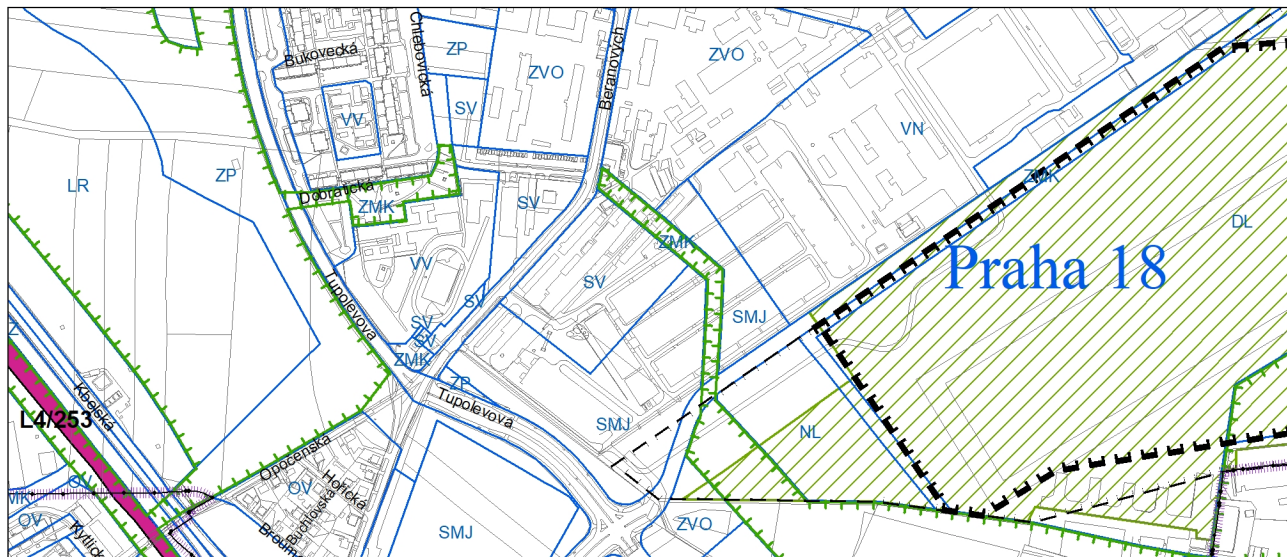 Bukovecká
Chlebovická
ZP
ZVO
Beranových
ZVO
SV
VV
VN
ZP
LR
Dobratická
ZMK
SV
ZMK
ZMK
DL
VV
SV
Praha 18
Tupolevova
SV
SMJ
SV
SV
ZMK
ZP
Tupolevova
Kbelská
L4/253
SMJ
NL
Opočenská
Hořická
OV
OV
Buchlovská
OV
SMJ
ZVO